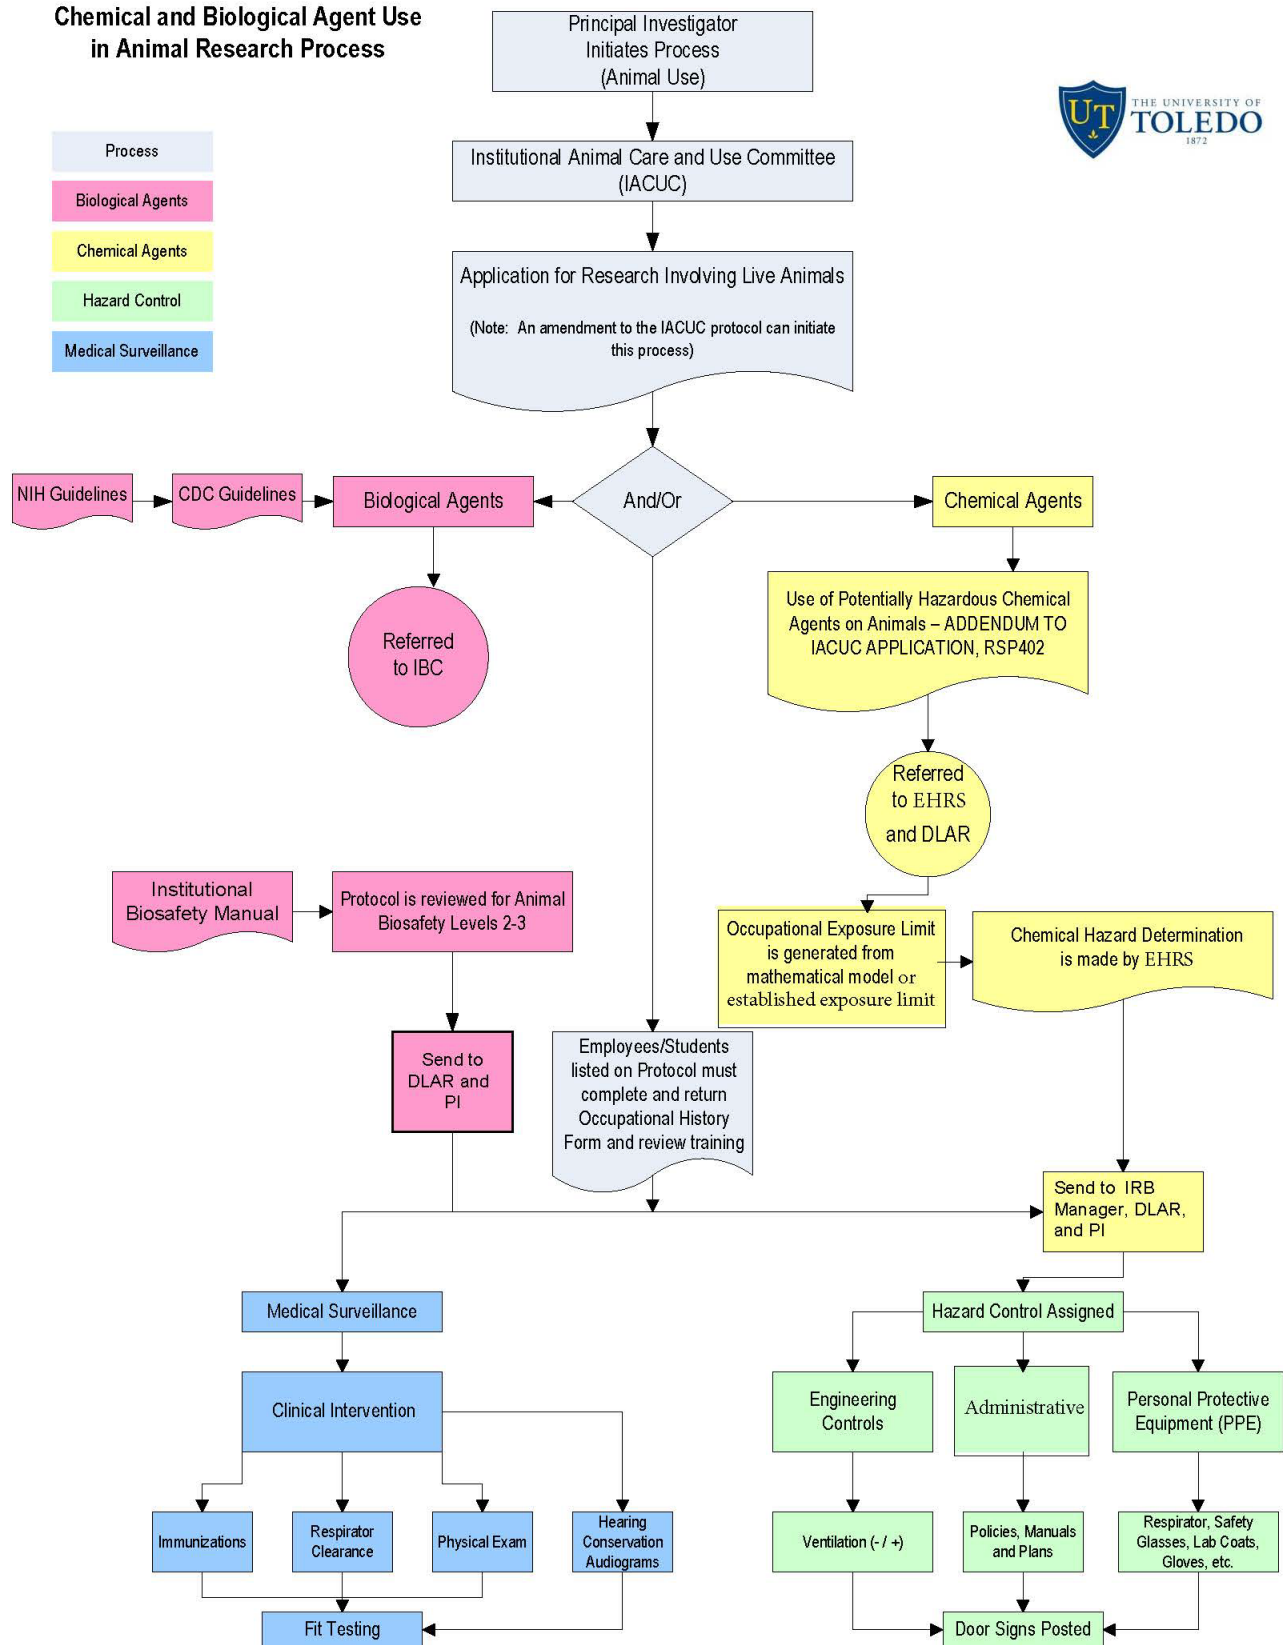 Chemical and Biological Agent Use
in Animal Research Process
Principal Investigator
Initiates Process
(Animal Use)
UT
THE UNIVERSITY OF
TOLEDO
1872
Process
Biological Agents
Chemical Agents
Hazard Control
Medical Surveillance
Institutional Animal Care and Use Committee
(IACUC)
Application for Research Involving Live Animals
(Note: An amendment to the IACUC protocol can initiate
this process)
NIH Guidelines
CDC Guidelines
Biological Agents
And/Or
Chemical Agents
Referred
to IBC
Use of Potentially Hazardous Chemical
Agents on Animals – ADDENDUM TO
IACUC APPLICATION, RSP402
Referred
to EHRS
and DLAR
Institutional
Biosafety Manual
Protocol is reviewed for Animal
Biosafety Levels 2-3
Occupational Exposure Limit
is generated from
mathematical model or
established exposure limit
Chemical Hazard Determination
is made by EHRS
Send to
DLAR and
PI
Employees/Students
listed on Protocol must
complete and return
Occupational History
Form and review training
Send to IRB
Manager, DLAR,
and PI
Medical Surveillance
Hazard Control Assigned
Clinical Intervention
Engineering
Controls
Administrative
Personal Protective
Equipment (PPE)
Immunizations
Respirator
Clearance
Physical Exam
Hearing
Conservation
Audiograms
Ventilation (- / +)
Policies, Manuals
and Plans
Respirator, Safety
Glasses, Lab Coats,
Gloves, etc.
Fit Testing
Door Signs Posted